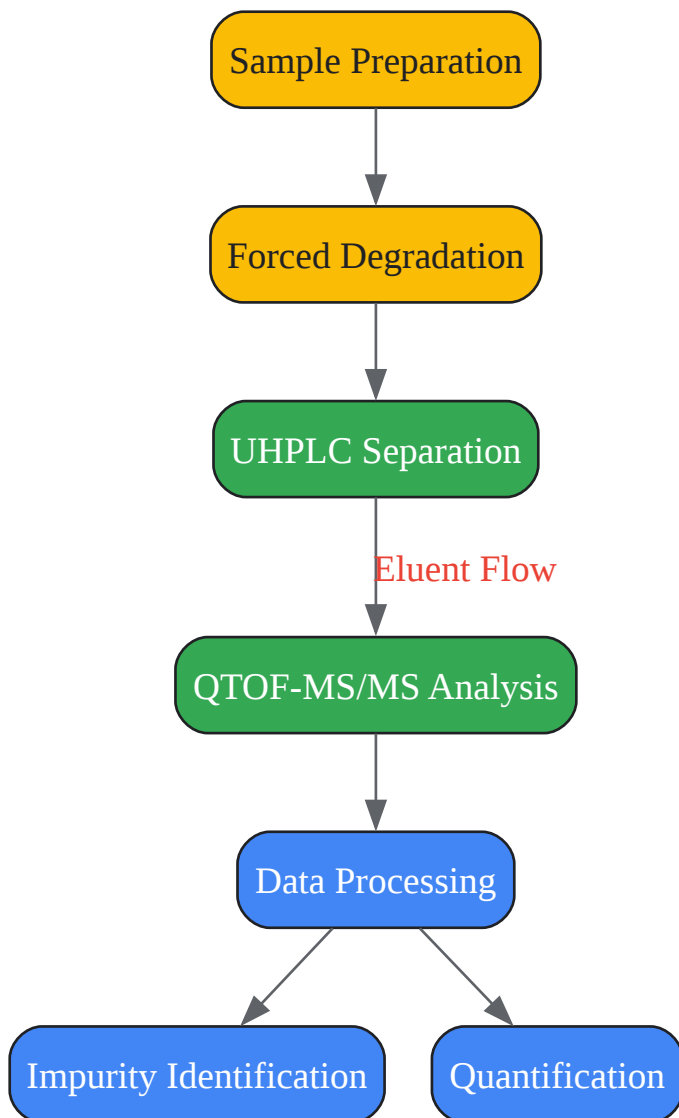 Sample Preparation
Forced Degradation
UHPLC Separation
Eluent Flow
QTOF-MS/MS Analysis
Data Processing
Impurity Identification
Quantification